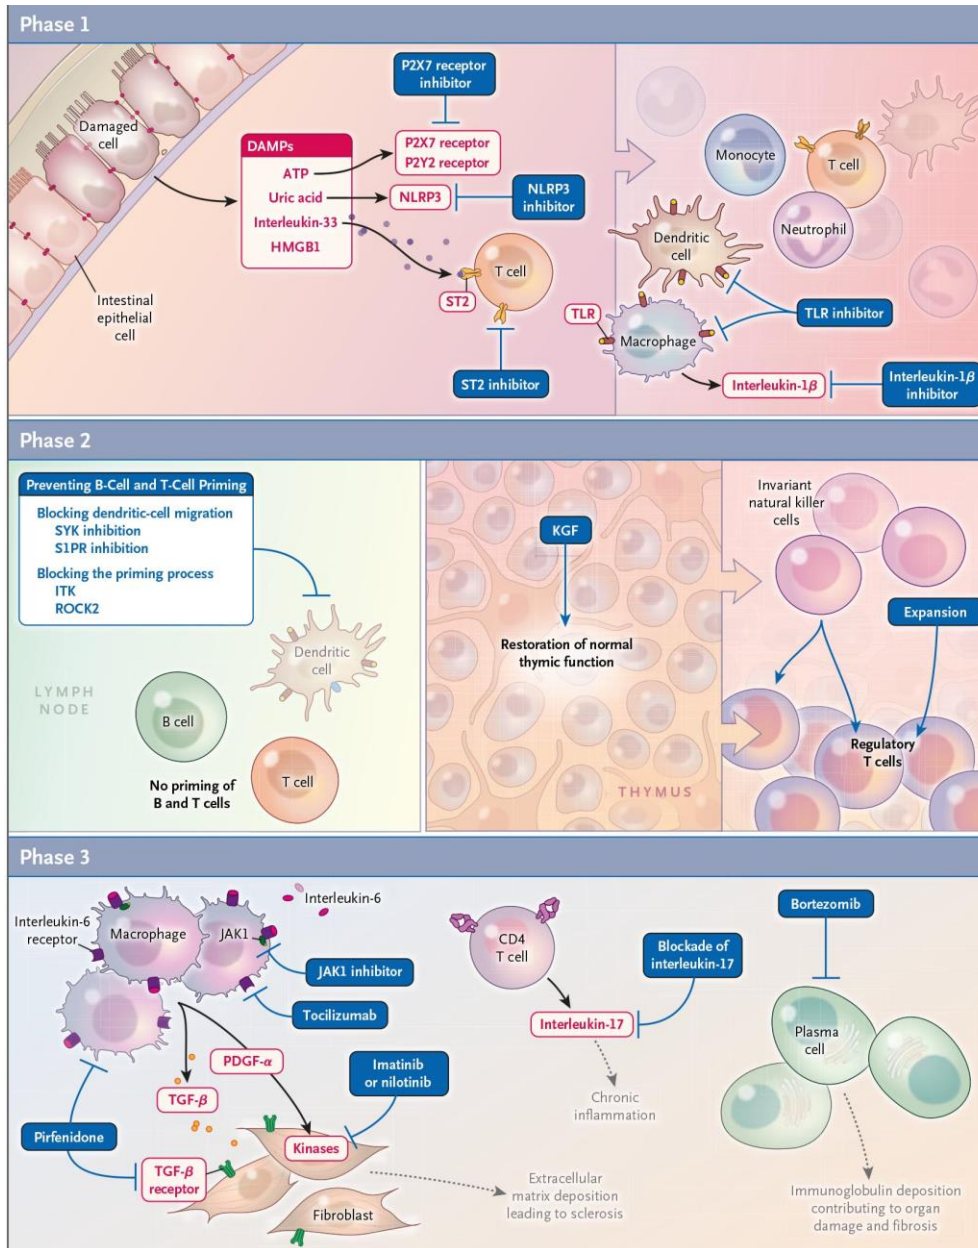 Phase 1
Damaged
cell
Intestinal
epithelial
cell
DAMPs
ATP
Uric acid
Interleukin-33
HMGB1
P2X7 receptor
inhibitor
P2X7 receptor
P2Y2 receptor
NLRP3
NLRP3
inhibitor
T cell
ST2
ST2 inhibitor
Monocyte
T cell
Neutrophil
Dendritic
cell
TLR
Macrophage
TLR inhibitor
Interleukin-1β
Interleukin-1β
inhibitor
Phase 2
Preventing B-Cell and T-Cell Priming
Blocking dendritic-cell migration
SYK inhibition
S1PR inhibition
Blocking the priming process
ITK
ROCK2
Dendritic
cell
LYMPH
NODE
B cell
T cell
No priming of
B and T cells
KGF
Restoration of normal
thymic function
THYMUS
Invariant
natural killer
cells
Expansion
Regulatory
T cells
Phase 3
Interleukin-6
receptor
Macrophage
JAK1
Interleukin-6
JAK1 inhibitor
Tocilizumab
PDGF-α
TGF-β
Imatinib
or nilotinib
Pirfenidone
TGF-β
receptor
Kinases
Fibroblast
Extracellular
matrix deposition
leading to sclerosis
CD4
T cell
Blockade of
interleukin-17
Interleukin-17
Chronic
inflammation
Bortezomib
Plasma
cell
Immunoglobulin deposition
contributing to organ
damage and fibrosis